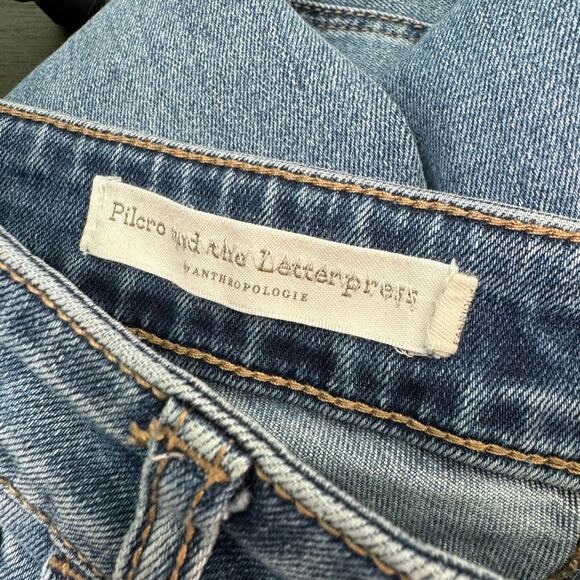 Pilcro and the Letterpress
by ANTHROPOLOGIE